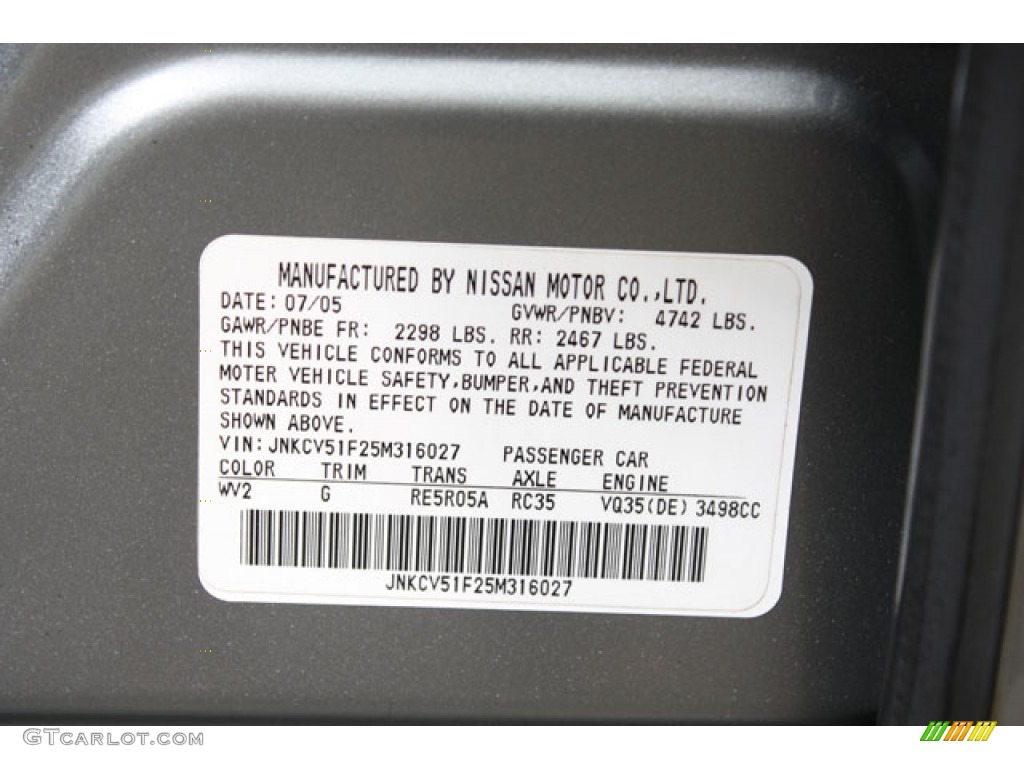 MANUFACTURED BY NISSAN MOTOR CO.,LTD.
DATE: 07/05 GVWR/PNBV: 4742 LBS.
GAWR/PNBE FR: 2298 LBS. RR: 2467 LBS.
THIS VEHICLE CONFORMS TO ALL APPLICABLE FEDERAL
MOTER VEHICLE SAFETY,BUMPER,AND THEFT PREVENTION
STANDARDS IN EFFECT ON THE DATE OF MANUFACTURE
SHOWN ABOVE.
VIN: JNKCV51F25M316027 PASSENGER CAR
COLOR TRIM TRANS AXLE ENGINE
WV2 G RE5R05A RC35 VQ35(DE) 3498CC
JNKCV51F25M316027
GTCarlot.com